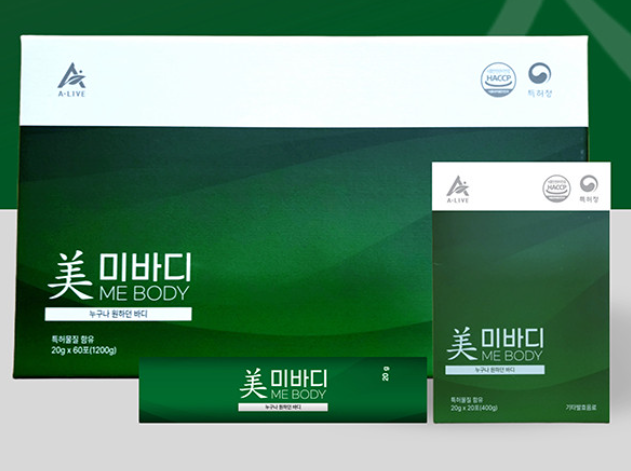 A·LIVE
HACCP
특허청
美 미바디
ME BODY
누구나 원하던 바디
특허물질 함유
20g x 60포(1200g)
A·LIVE
HACCP
특허청
美 미바디
ME BODY
누구나 원하던 바디
특허물질 함유
20g x 20포(400g)
기타발효음료
美 미바디
ME BODY
누구나 원하던 바디
20 g